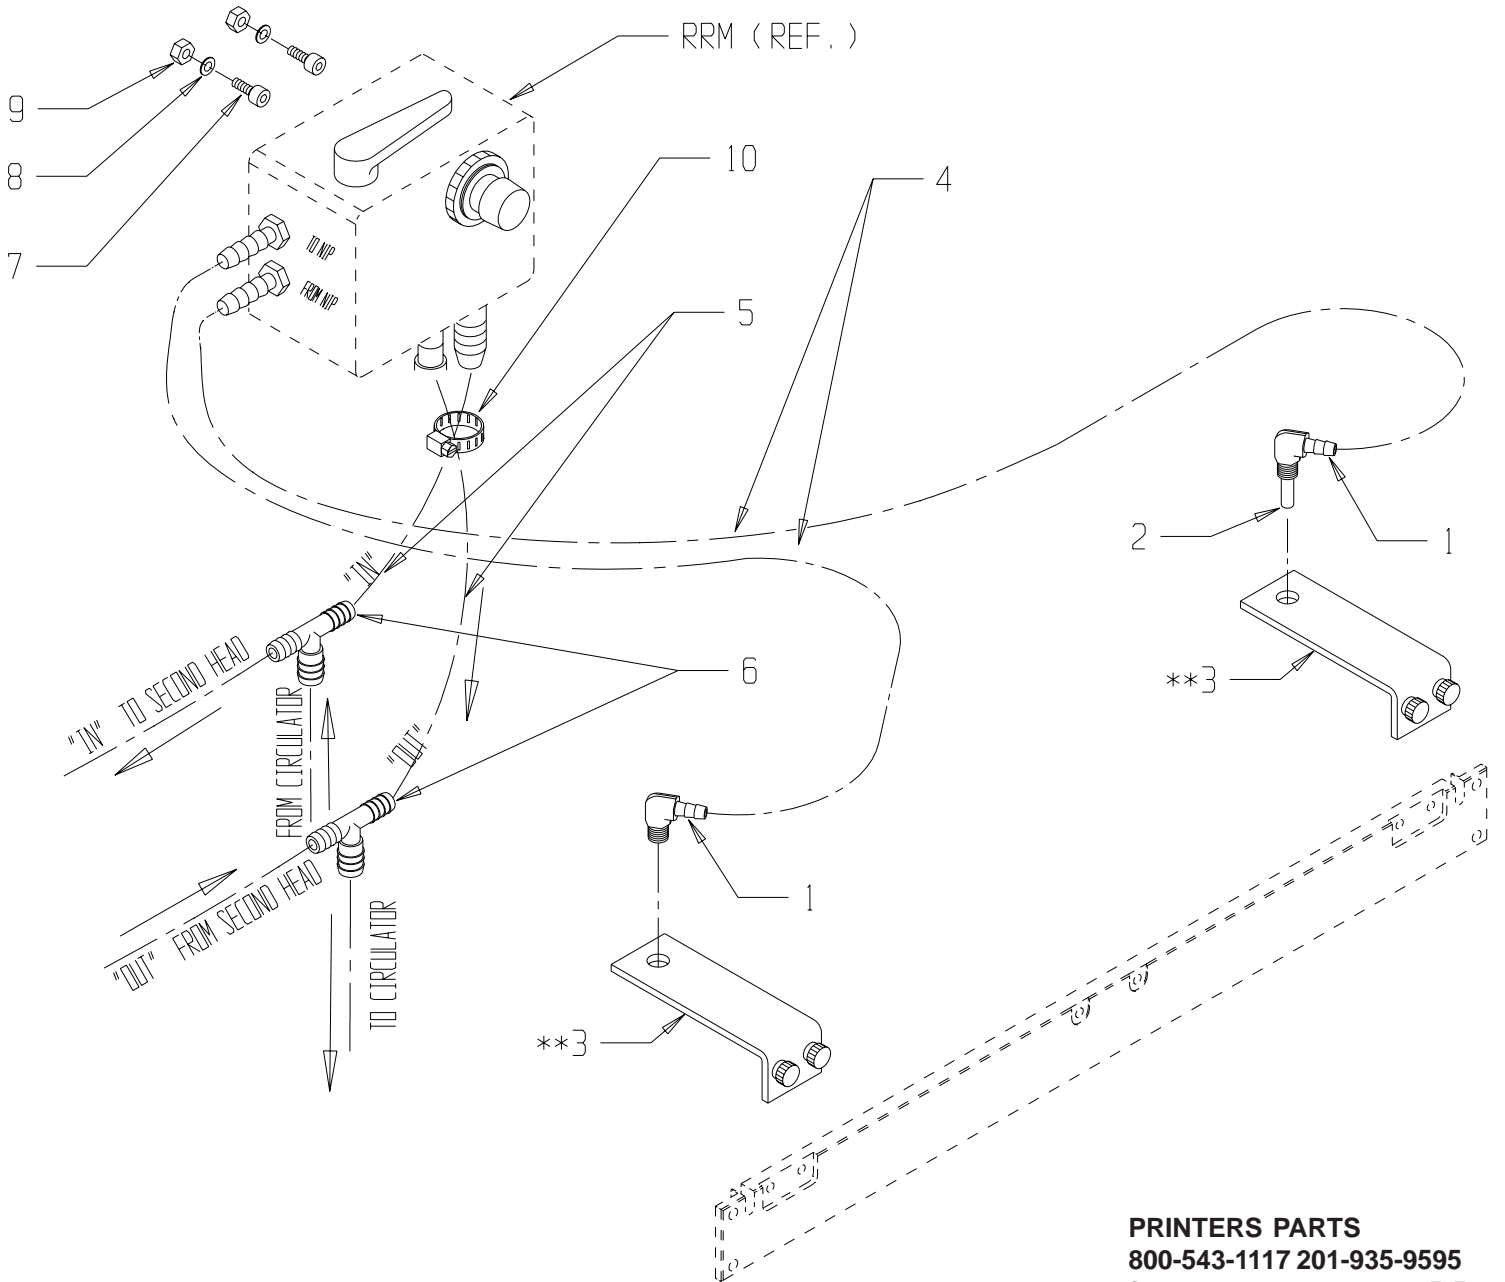 RRM (REF.)
9
8
7
10
4
TO NIP
FROM NIP
5
2
1
"IN"
**3
6
"IN" TO SECOND HEAD
FROM CIRCULATOR
"OUT"
1
"OUT" FROM SECOND HEAD
TO CIRCULATOR
**3
PRINTERS PARTS
800-543-1117 201-935-9595